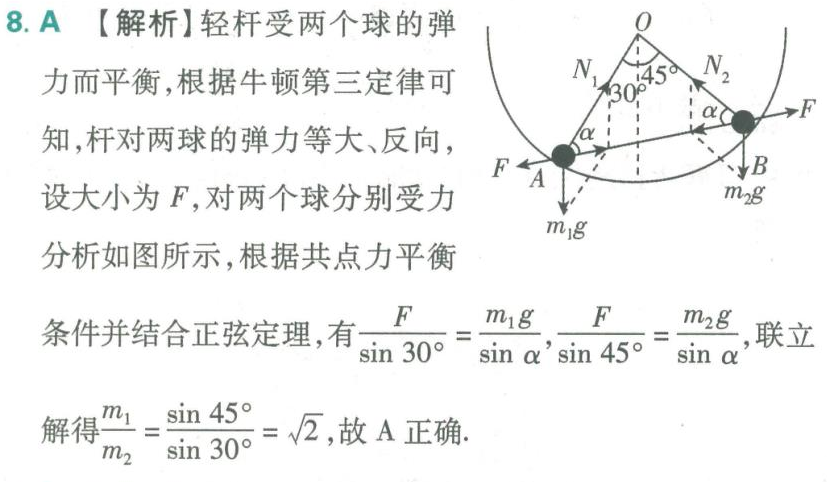 8. A 【解析】轻杆受两个球的弹
力而平衡,根据牛顿第三定律可
知,杆对两球的弹力等大、反向,
设大小为 F,对两个球分别受力
分析如图所示,根据共点力平衡
条件并结合正弦定理,有\frac{F}{\sin 30°}=\frac{m_1g}{\sin α},\frac{F}{\sin 45°}=\frac{m_2g}{\sin α},联立
解得\frac{m_1}{m_2}=\frac{\sin 45°}{\sin 30°}=\sqrt{2},故 A 正确.
O
N_1
45°
N_2
30°
α
F
α
F
A
B
m_2g
m_1g